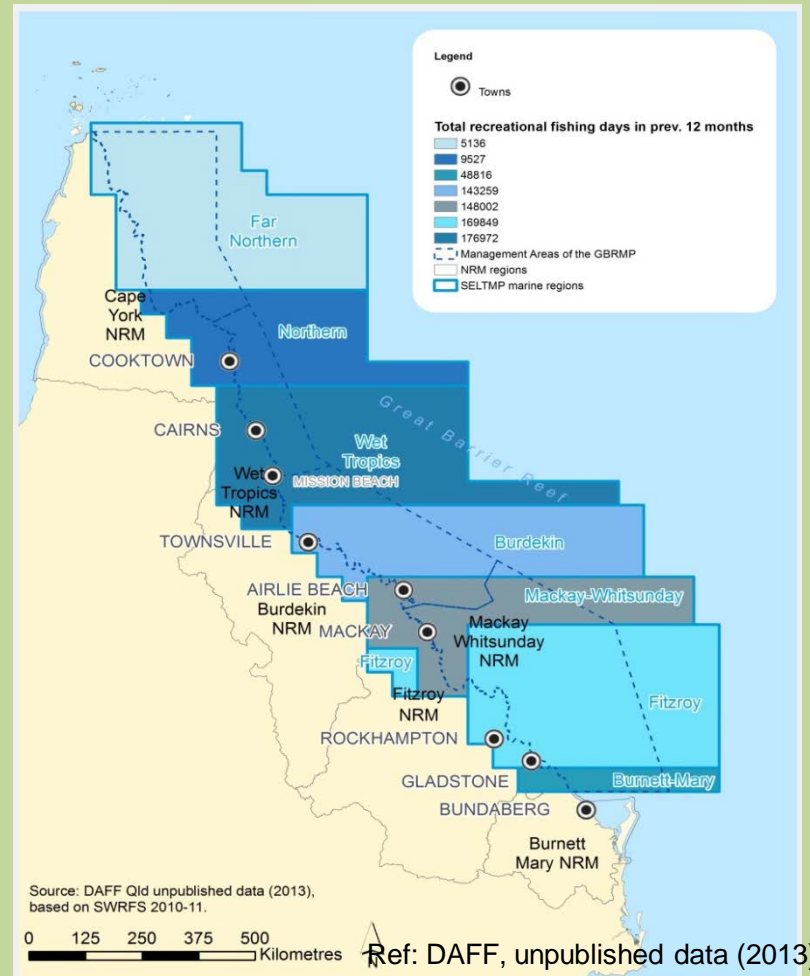 Legend
Towns
Total recreational fishing days in prev. 12 months
5136
9527
48816
143259
148002
169849
176972
Management Areas of the GBRMP
NRM regions
SELTMP marine regions
Far
Northern
Cape
York
NRM
Northern
COOKTOWN
Great Barrier Reef
CAIRNS
Wet
Tropics
Wet
Tropics
NRM
MISSION BEACH
TOWNSVILLE
Burdekin
AIRLIE BEACH
Mackay-Whitsunday
Burdekin
NRM
MACKAY
Mackay
Whitsunday
NRM
Fitzroy
Fitzroy
NRM
Fitzroy
ROCKHAMPTON
GLADSTONE
Burnett-Mary
BUNDABERG
Burnett
Mary NRM
Source: DAFF Qld unpublished data (2013),
based on SWRFS 2010-11.
0 125 250 375 500
Kilometres
N
Ref: DAFF, unpublished data (2013)